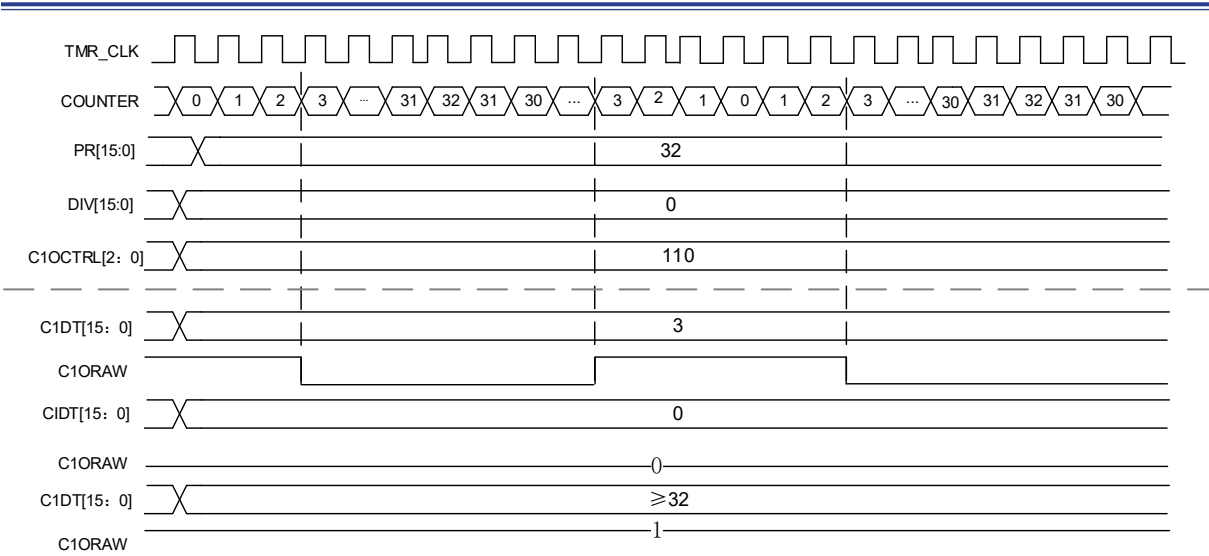 TMR_CLK
COUNTER 0 1 2 3 ... 31 32 31 30 ... 3 2 1 0 1 2 3 ... 30 31 32 31 30
PR[15:0] 32
DIV[15:0] 0
C1OCTRL[2：0] 110
C1DT[15：0] 3
C1ORAW
CIDT[15：0] 0
C1ORAW 0
C1DT[15：0] ≥32
C1ORAW 1